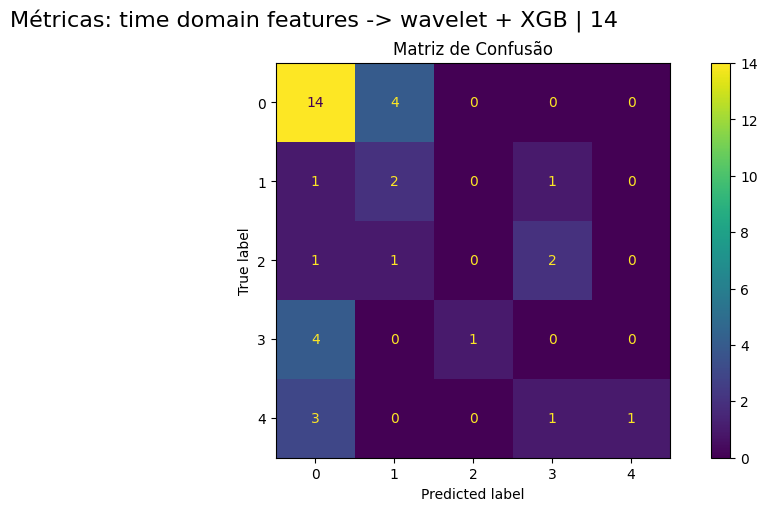 Métricas: time domain features -> wavelet + XGB | 14
Matriz de Confusão
14
0 14 4 0 0 0
12
1 1 2 0 1 0
10
8
True label
2 1 1 0 2 0
6
3 4 0 1 0 0
4
2
4 3 0 0 1 1
0
0 1 2 3 4
Predicted label